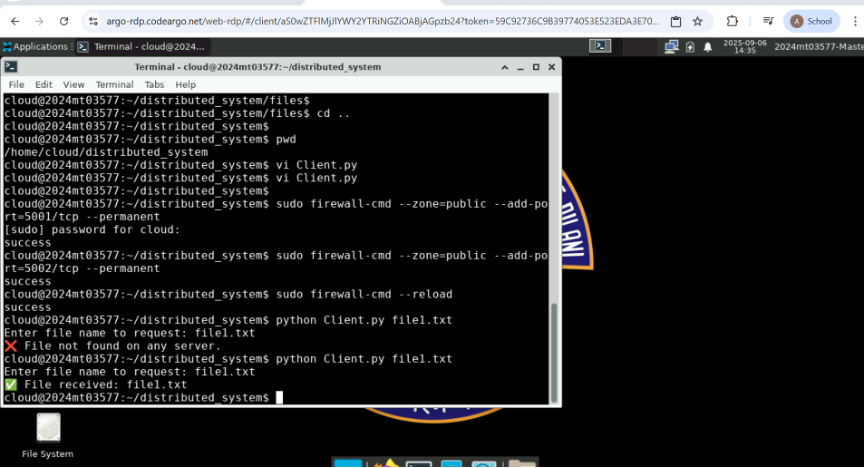 argo-rdp.codeargo.net/web-rdp/#/client/aS0wZTFlMjJlYWY2YTRiNGZiOABjAGpzb24?token=59C92736C9B39774053E523EDA3E70...
School
Applications
Terminal - cloud@2024...
2025-09-06
14:35
2024mt03577-Maste
Terminal - cloud@2024mt03577:~/distributed_system
File Edit View Terminal Tabs Help
cloud@2024mt03577:~/distributed_system/files$
cloud@2024mt03577:~/distributed_system/files$ cd ..
cloud@2024mt03577:~/distributed_system$
cloud@2024mt03577:~/distributed_system$ pwd
/home/cloud/distributed_system
cloud@2024mt03577:~/distributed_system$ vi Client.py
cloud@2024mt03577:~/distributed_system$ vi Client.py
cloud@2024mt03577:~/distributed_system$
cloud@2024mt03577:~/distributed_system$ sudo firewall-cmd --zone=public --add-po
rt=5001/tcp --permanent
[sudo] password for cloud:
success
cloud@2024mt03577:~/distributed_system$ sudo firewall-cmd --zone=public --add-po
rt=5002/tcp --permanent
success
cloud@2024mt03577:~/distributed_system$ sudo firewall-cmd --reload
success
cloud@2024mt03577:~/distributed_system$ python Client.py file1.txt
Enter file name to request: file1.txt
❌ File not found on any server.
cloud@2024mt03577:~/distributed_system$ python Client.py file1.txt
Enter file name to request: file1.txt
✅ File received: file1.txt
cloud@2024mt03577:~/distributed_system$
File System